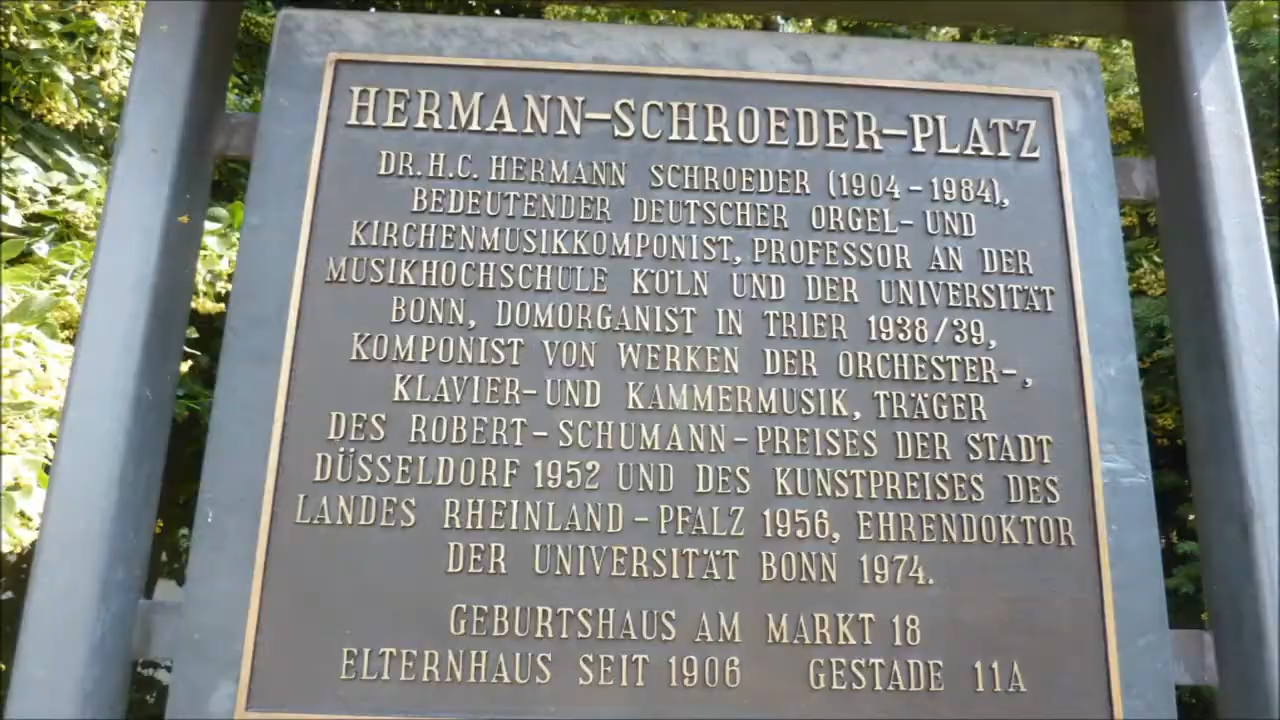 HERMANN-SCHROEDER-PLATZ
DR. H.C. HERMANN SCHROEDER (1904-1984),
BEDEUTENDER DEUTSCHER ORGEL- UND
KIRCHENMUSIKKOMPONIST, PROFESSOR AN DER
MUSIKHOCHSCHULE KÖLN UND DER UNIVERSITÄT
BONN, DOMORGANIST IN TRIER 1938/39,
KOMPONIST VON WERKEN DER ORCHESTER-,
KLAVIER- UND KAMMERMUSIK, TRÄGER
DES ROBERT-SCHUMANN-PREISES DER STADT
DÜSSELDORF 1952 UND DES KUNSTPREISES DES
LANDES RHEINLAND-PFALZ 1956, EHRENDOKTOR
DER UNIVERSITÄT BONN 1974.
GEBURTSHAUS AM MARKT 18
ELTERNHAUS SEIT 1906 GESTADE 11A